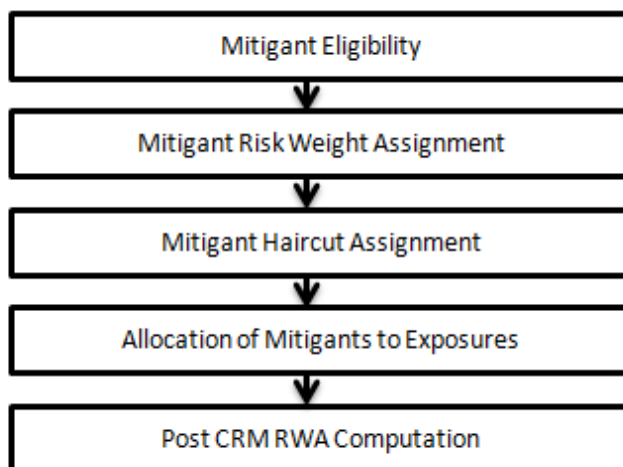 Mitigant Eligibility
Mitigant Risk Weight Assignment
Mitigant Haircut Assignment
Allocation of Mitigants to Exposures
Post CRM RWA Computation